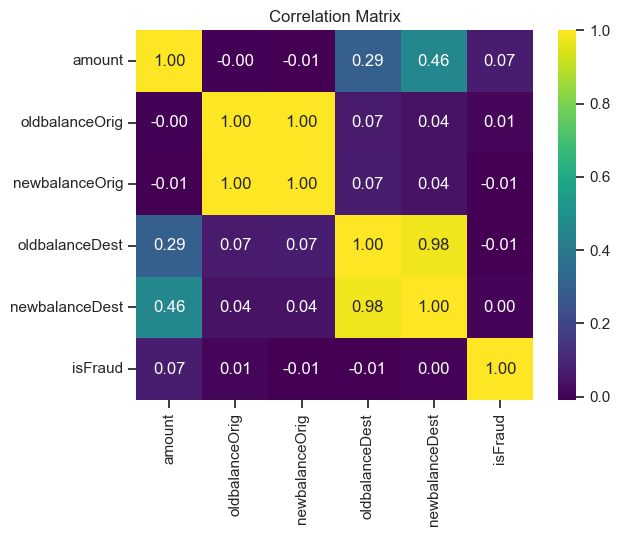 Correlation Matrix
amount 1.00 -0.00 -0.01 0.29 0.46 0.07
oldbalanceOrig -0.00 1.00 1.00 0.07 0.04 0.01
newbalanceOrig -0.01 1.00 1.00 0.07 0.04 -0.01
oldbalanceDest 0.29 0.07 0.07 1.00 0.98 -0.01
newbalanceDest 0.46 0.04 0.04 0.98 1.00 0.00
isFraud 0.07 0.01 -0.01 -0.01 0.00 1.00
amount
oldbalanceOrig
newbalanceOrig
oldbalanceDest
newbalanceDest
isFraud
1.0
0.8
0.6
0.4
0.2
0.0